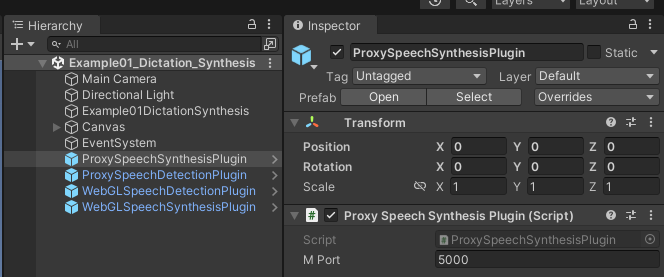 Layers
Layout
Hierarchy
All
Example01_Dictation_Synthesis
Main Camera
Directional Light
Example01DictationSynthesis
Canvas
EventSystem
ProxySpeechSynthesisPlugin
ProxySpeechDetectionPlugin
WebGLSpeechDetectionPlugin
WebGLSpeechSynthesisPlugin
Inspector
ProxySpeechSynthesisPlugin Static
Tag Untagged Layer Default
Prefab Open Select Overrides
Transform
Position X 0 Y 0 Z 0
Rotation X 0 Y 0 Z 0
Scale X 1 Y 1 Z 1
# Proxy Speech Synthesis Plugin (Script)
Script # ProxySpeechSynthesisPlugin
M Port 5000